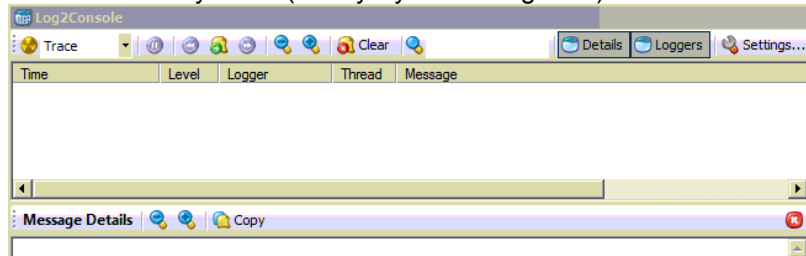 Log2Console
Trace Clear Details Loggers Settings...
Time Level Logger Thread Message
Message Details Copy